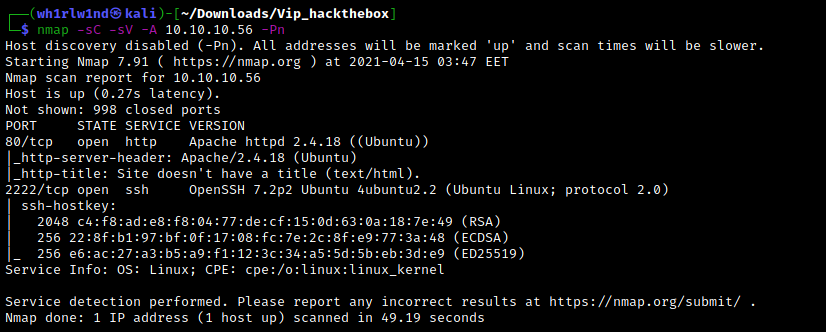 ┌──(wh1rlw1nd㉿kali)-[~/Downloads/Vip_hackthebox]
└─$ nmap -sC -sV -A 10.10.10.56 -Pn
Host discovery disabled (-Pn). All addresses will be marked 'up' and scan times will be slower.
Starting Nmap 7.91 ( https://nmap.org ) at 2021-04-15 03:47 EET
Nmap scan report for 10.10.10.56
Host is up (0.27s latency).
Not shown: 998 closed ports
PORT     STATE SERVICE VERSION
80/tcp   open  http    Apache httpd 2.4.18 ((Ubuntu))
|_http-server-header: Apache/2.4.18 (Ubuntu)
|_http-title: Site doesn't have a title (text/html).
2222/tcp open  ssh     OpenSSH 7.2p2 Ubuntu 4ubuntu2.2 (Ubuntu Linux; protocol 2.0)
| ssh-hostkey:
|   2048 c4:f8:ad:e8:f8:04:77:de:cf:15:0d:63:0a:18:7e:49 (RSA)
|   256 22:8f:b1:97:bf:0f:17:08:fc:7e:2c:8f:e9:77:3a:48 (ECDSA)
|_  256 e6:ac:27:a3:b5:a9:f1:12:3c:34:a5:5d:5b:eb:3d:e9 (ED25519)
Service Info: OS: Linux; CPE: cpe:/o:linux:linux_kernel

Service detection performed. Please report any incorrect results at https://nmap.org/submit/ .
Nmap done: 1 IP address (1 host up) scanned in 49.19 seconds